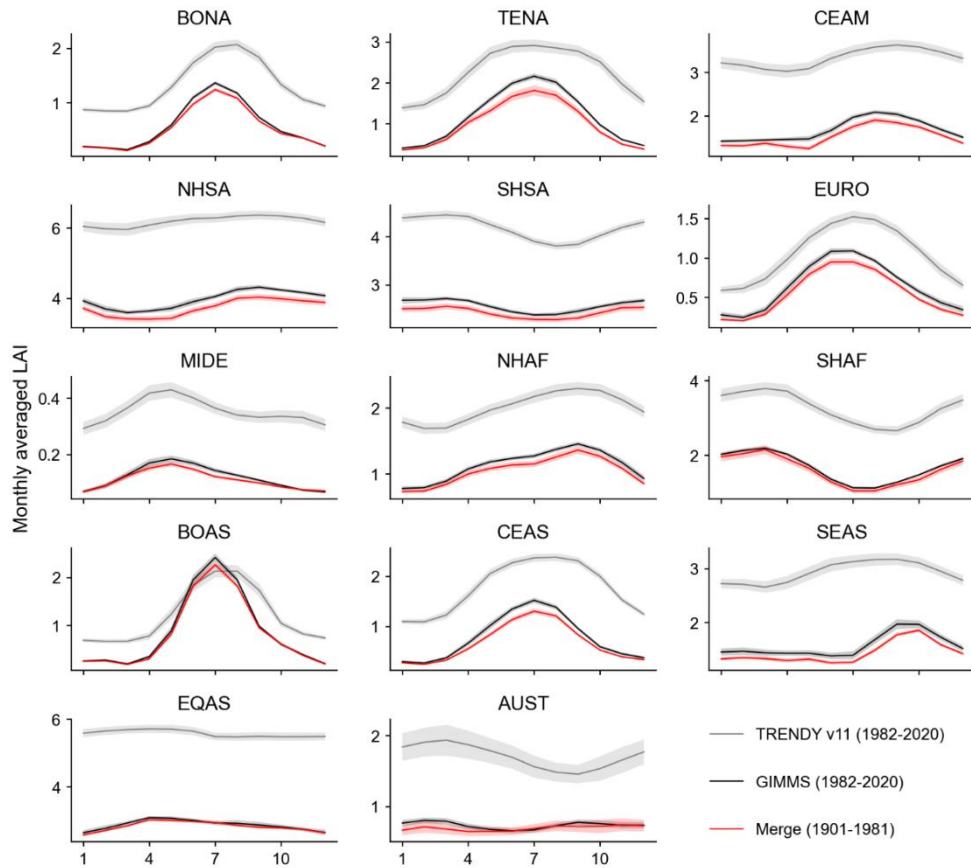 BONA
TENA
CEAM
2
1
3
2
1
3
2
NHSA
SHSA
EURO
6
4
4
3
1.5
1.0
0.5
MIDE
NHAF
SHAF
0.4
0.2
2
1
4
2
0
Monthly averaged LAI
BOAS
CEAS
SEAS
2
1
2
1
3
2
EQAS
AUST
6
4
2
1
1 4 7 10
1 4 7 10
TRENDY v11 (1982-2020)
GIMMS (1982-2020)
Merge (1901-1981)